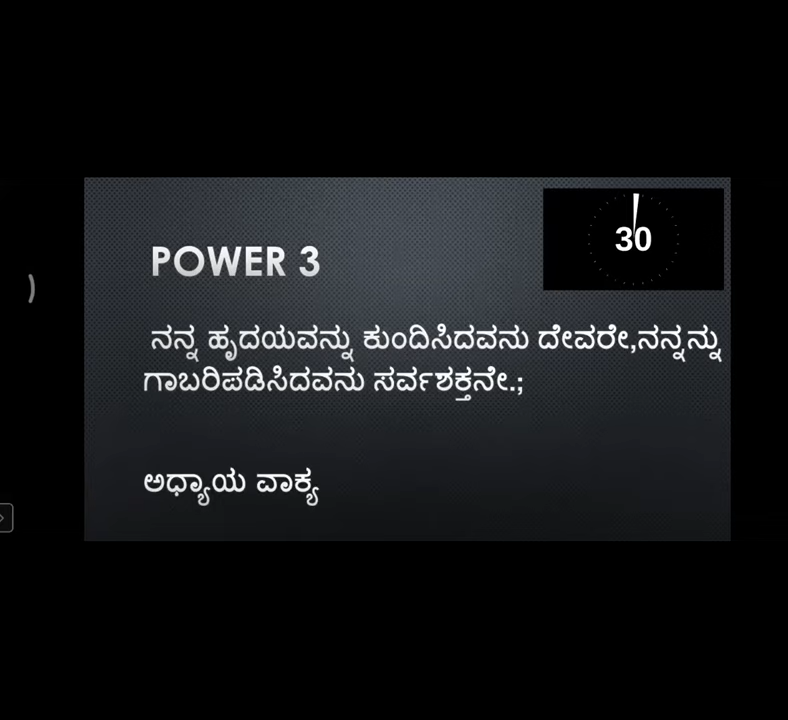 30
POWER 3
ನನ್ನ ಹೃದಯವನ್ನು ಕುಂದಿಸಿದವನು ದೇವರೇ,ನನ್ನನ್ನು
ಗಾಬರಿಪಡಿಸಿದವನು ಸರ್ವಶಕ್ತನೇ.;
ಅಧ್ಯಾಯ ವಾಕ್ಯ